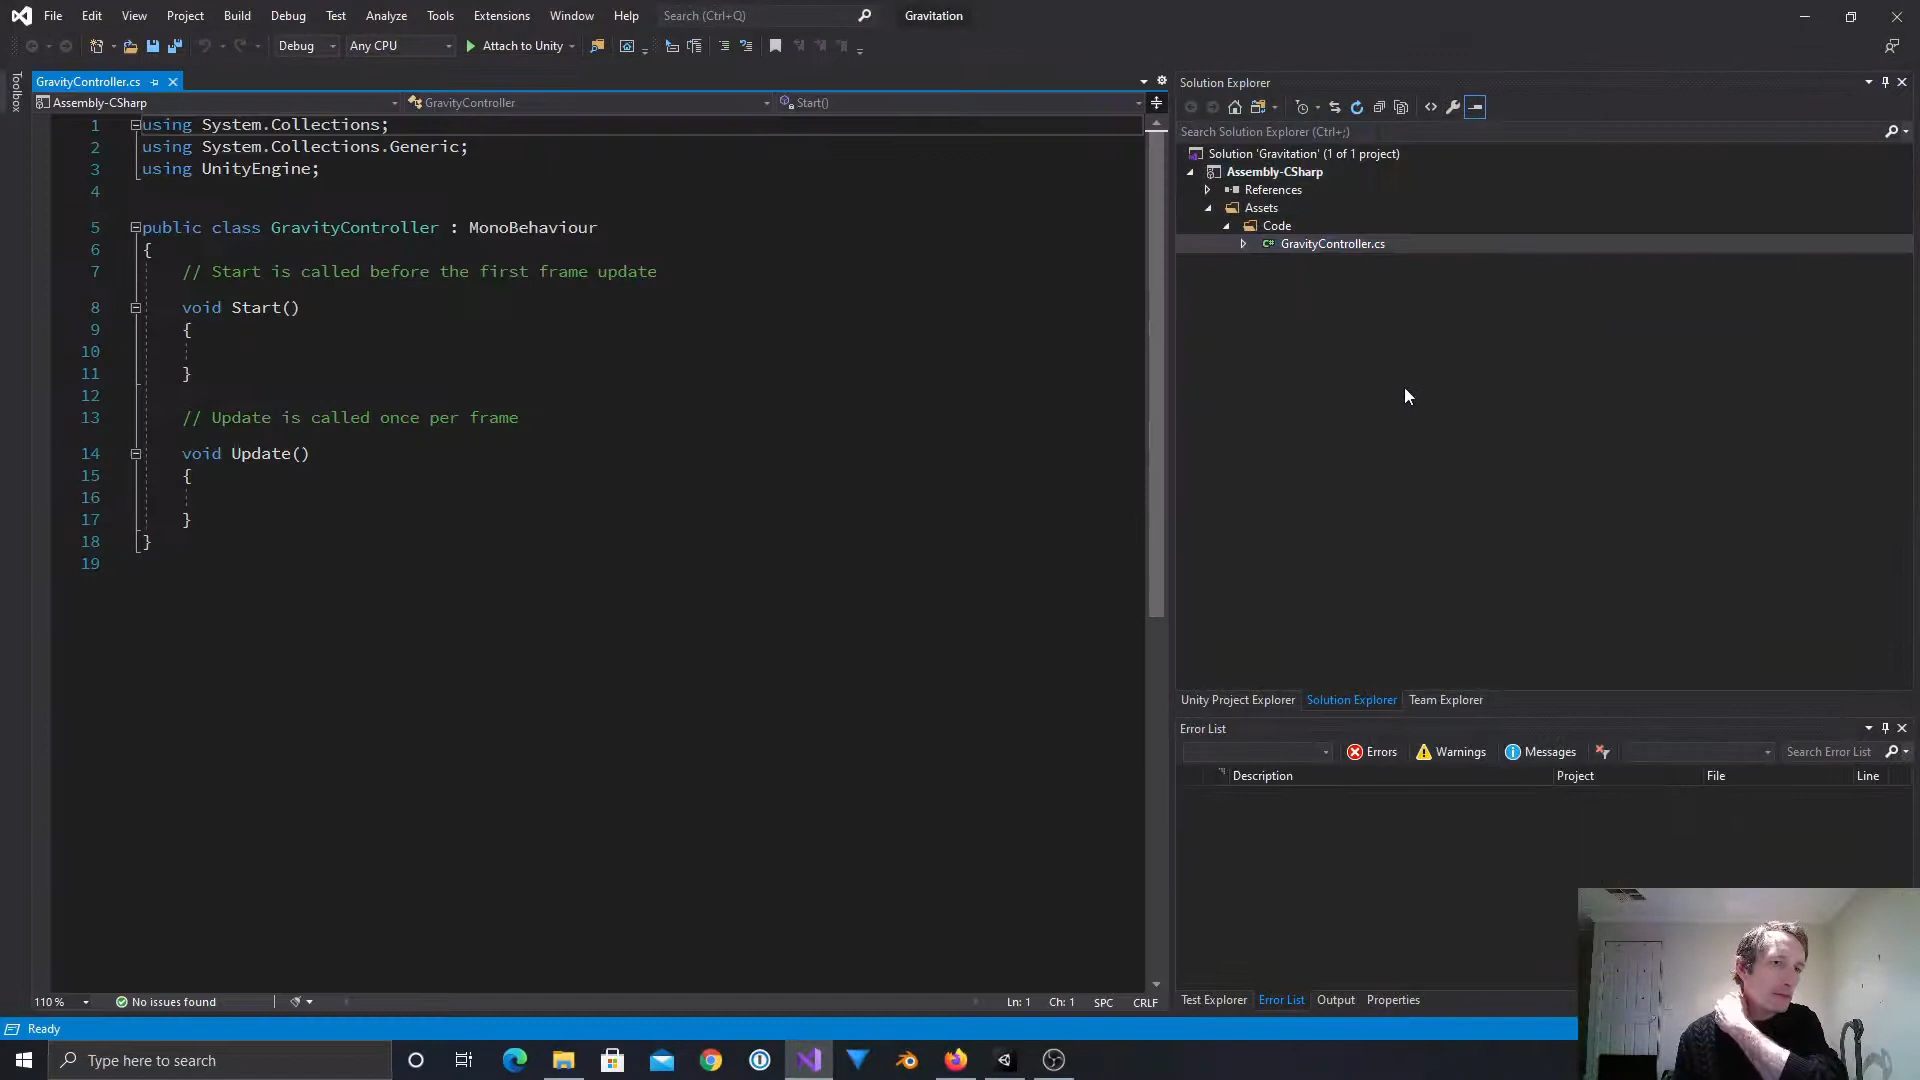 File Edit View Project Build Debug Test Analyze Tools Extensions Window Help Search (Ctrl+Q) Gravitation
Debug Any CPU Attach to Unity
Toolbox
GravityController.cs
Assembly-CSharp GravityController Start()
1 using System.Collections;
2 using System.Collections.Generic;
3 using UnityEngine;
4
5 public class GravityController : MonoBehaviour
6 {
7 // Start is called before the first frame update
8 void Start()
9 {
10
11 }
12
13 // Update is called once per frame
14 void Update()
15 {
16
17 }
18 }
19
110 % No issues found Ln: 1 Ch: 1 SPC CRLF
Solution Explorer
Search Solution Explorer (Ctrl+;)
Solution 'Gravitation' (1 of 1 project)
Assembly-CSharp
References
Assets
Code
C# GravityController.cs
Unity Project Explorer Solution Explorer Team Explorer
Error List
Errors Warnings Messages Search Error List
Description Project File Line
Test Explorer Error List Output Properties
Ready
Type here to search